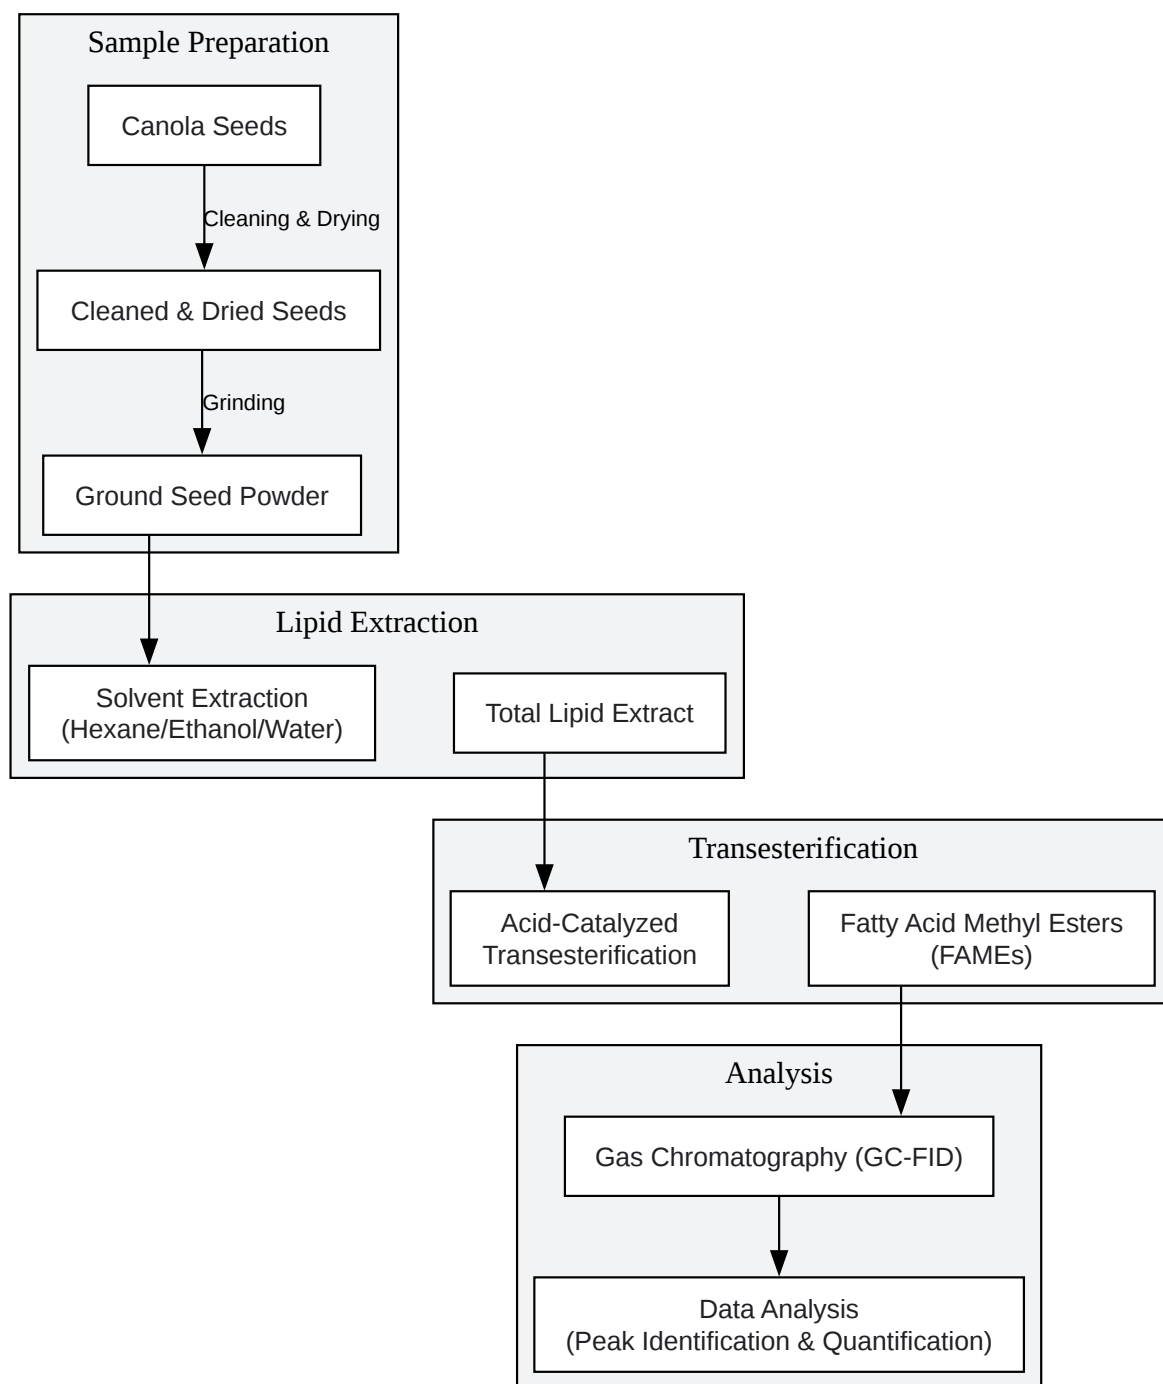 Sample Preparation
Canola Seeds
Cleaning & Drying
Cleaned & Dried Seeds
Grinding
Ground Seed Powder
Lipid Extraction
Solvent Extraction
(Hexane/Ethanol/Water)
Total Lipid Extract
Transesterification
Acid-Catalyzed
Transesterification
Fatty Acid Methyl Esters
(FAMEs)
Analysis
Gas Chromatography (GC-FID)
Data Analysis
(Peak Identification & Quantification)